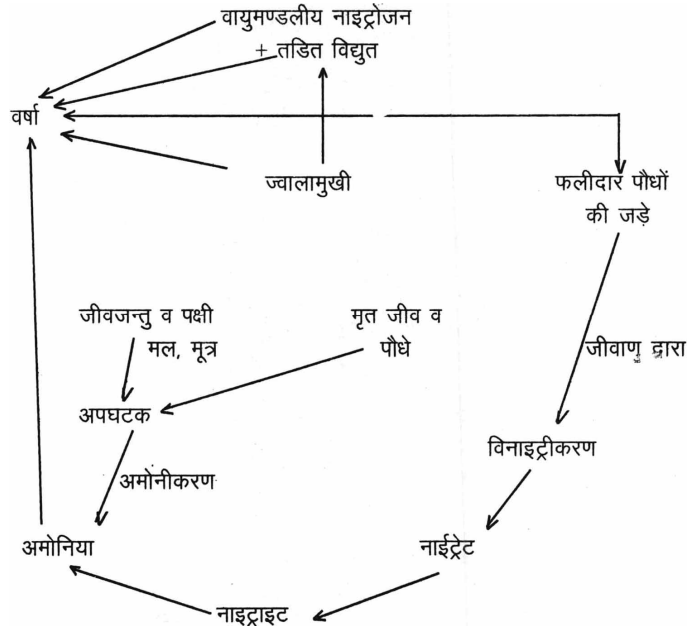 वायुमण्डलीय नाइट्रोजन
+ तडित विद्युत
वर्षा
ज्वालामुखी
फलीदार पौधों
की जड़े
जीवजन्तु व पक्षी
मल, मूत्र
मृत जीव व
पौधे
जीवाणु द्वारा
अपघटक
विनाइट्रीकरण
अमोनीकरण
अमोनिया
नाईट्रेट
नाइट्राइट